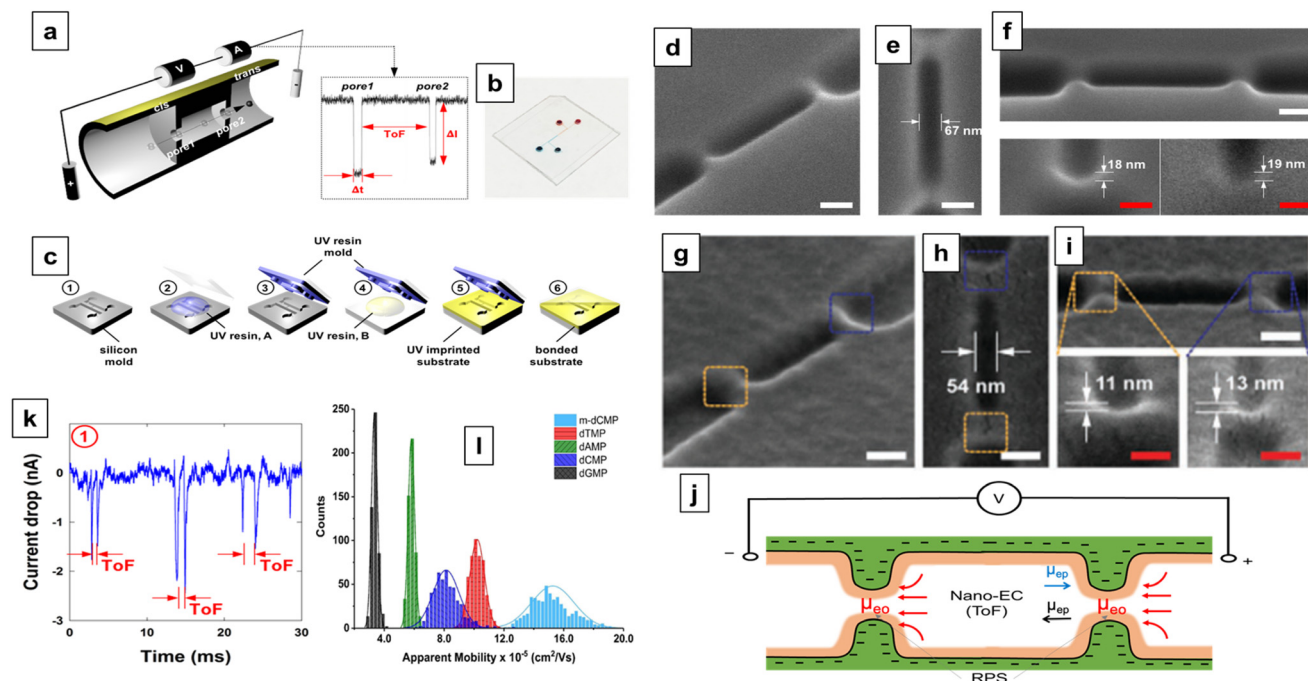 a
V
A
cis
trans
pore1
pore2
+
-
pore1
pore2
ToF
ΔI
Δt
b
c
UV resin
mold
1
2
3
4
5
6
silicon
mold
UV resin, A
UV resin, B
UV imprinted
substrate
bonded
substrate
d
e
67 nm
f
18 nm
19 nm
g
h
54 nm
i
11 nm
13 nm
j
V
−
+
μep
μeo
Nano-EC
(ToF)
μep
μeo
RPS
k
1
Current drop (nA)
0
-1
-2
-3
ToF
ToF
ToF
0
10
20
30
Time (ms)
l
m-dCMP
dTMP
dAMP
dCMP
dGMP
Counts
250
200
150
100
50
0
4.0
8.0
12.0
16.0
20.0
Apparent Mobility x 10⁻⁵ (cm²/Vs)